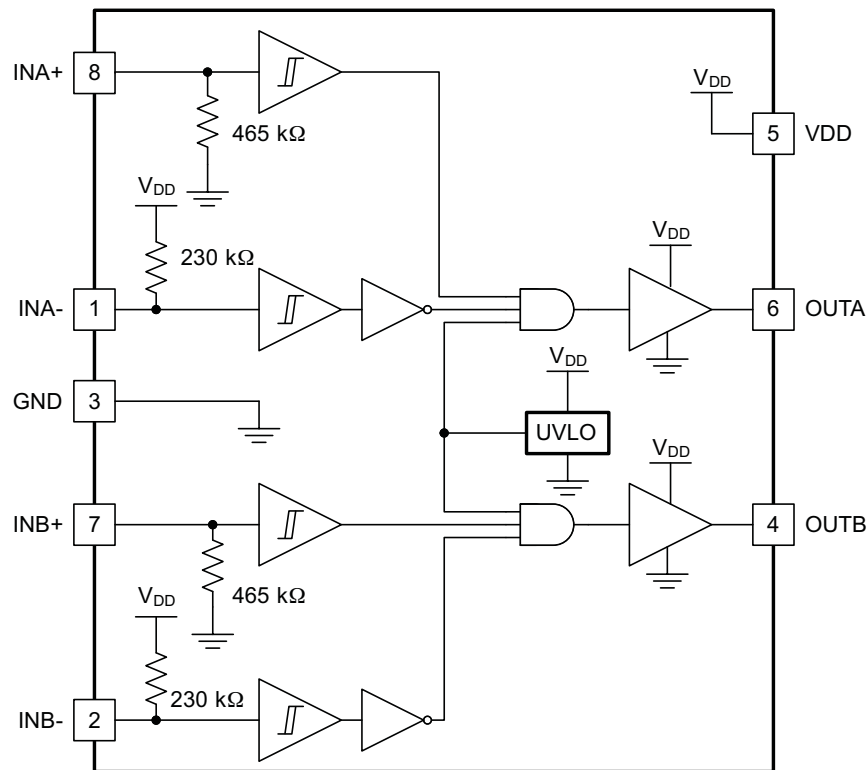 INA+ 8
465 kΩ
VDD
5 VDD
VDD
230 kΩ
INA- 1
VDD
6 OUTA
GND 3
VDD
UVLO
INB+ 7
465 kΩ
VDD
4 OUTB
VDD
230 kΩ
INB- 2